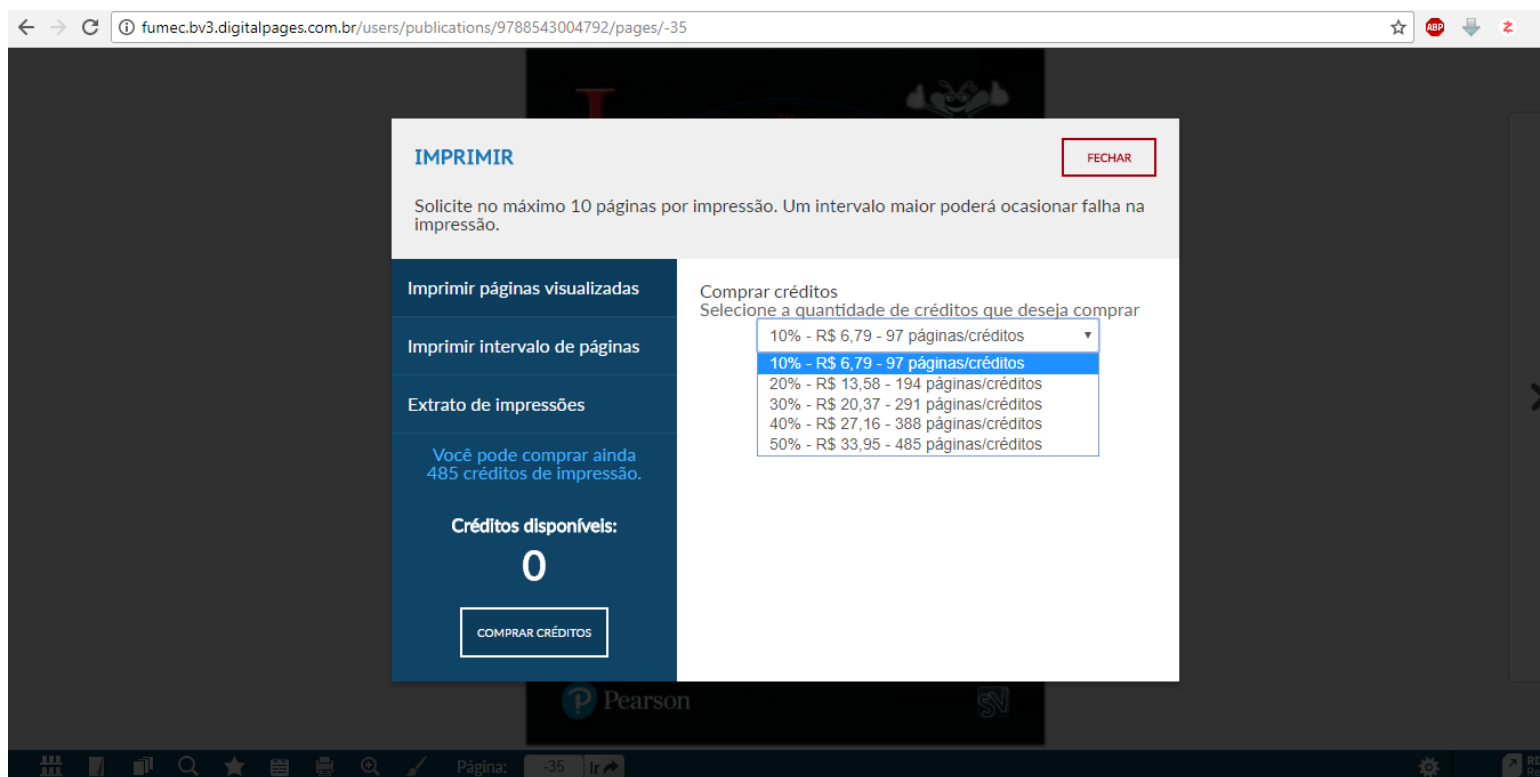 fumec.bv3.digitalpages.com.br/users/publications/9788543004792/pages/-35
ABP
IMPRIMIR
FECHAR
Solicite no máximo 10 páginas por impressão. Um intervalo maior poderá ocasionar falha na
impressão.
Imprimir páginas visualizadas
Imprimir intervalo de páginas
Extrato de impressões
Você pode comprar ainda
485 créditos de impressão.
Créditos disponíveis:
0
COMPRAR CRÉDITOS
Comprar créditos
Selecione a quantidade de créditos que deseja comprar
10% - R$ 6,79 - 97 páginas/créditos
10% - R$ 6,79 - 97 páginas/créditos
20% - R$ 13,58 - 194 páginas/créditos
30% - R$ 20,37 - 291 páginas/créditos
40% - R$ 27,16 - 388 páginas/créditos
50% - R$ 33,95 - 485 páginas/créditos
Pearson
SV
Página: -35 Ir